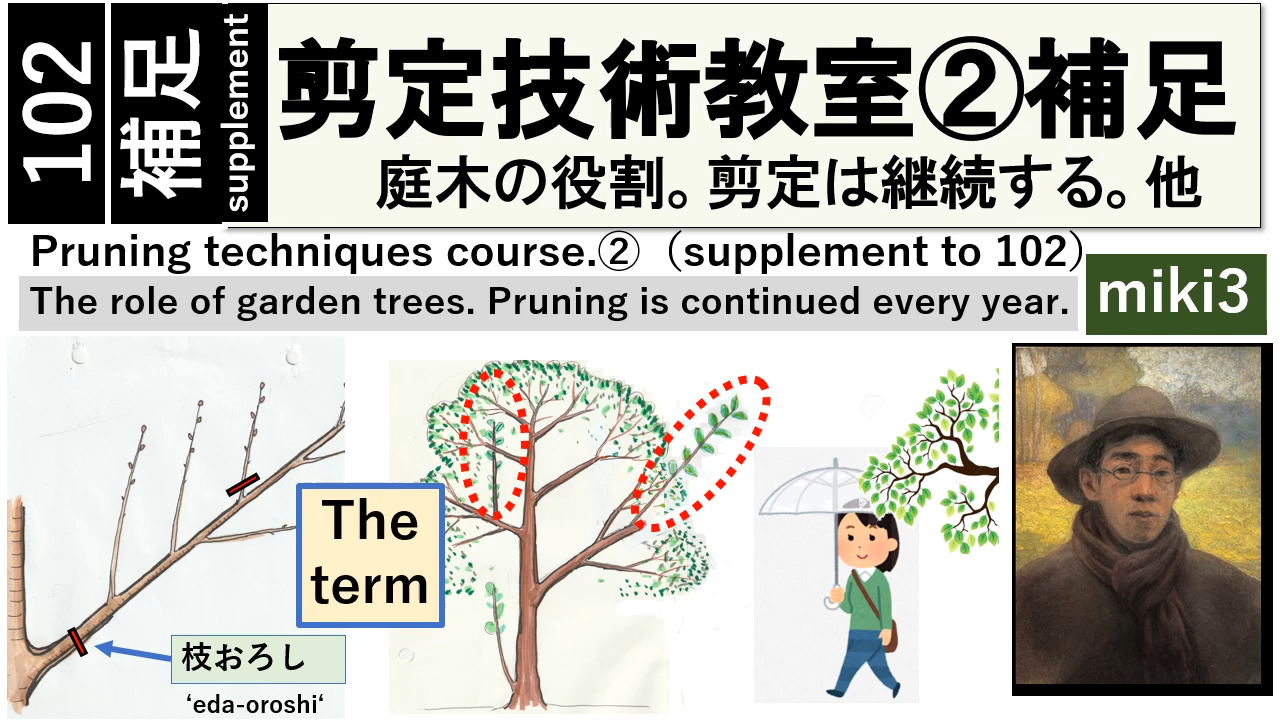 102
補足
supplement
剪定技術教室②補足
庭木の役割。剪定は継続する。他
Pruning techniques course.②（supplement to 102）
The role of garden trees. Pruning is continued every year.
miki3
The
term
枝おろし
‘eda-oroshi‘